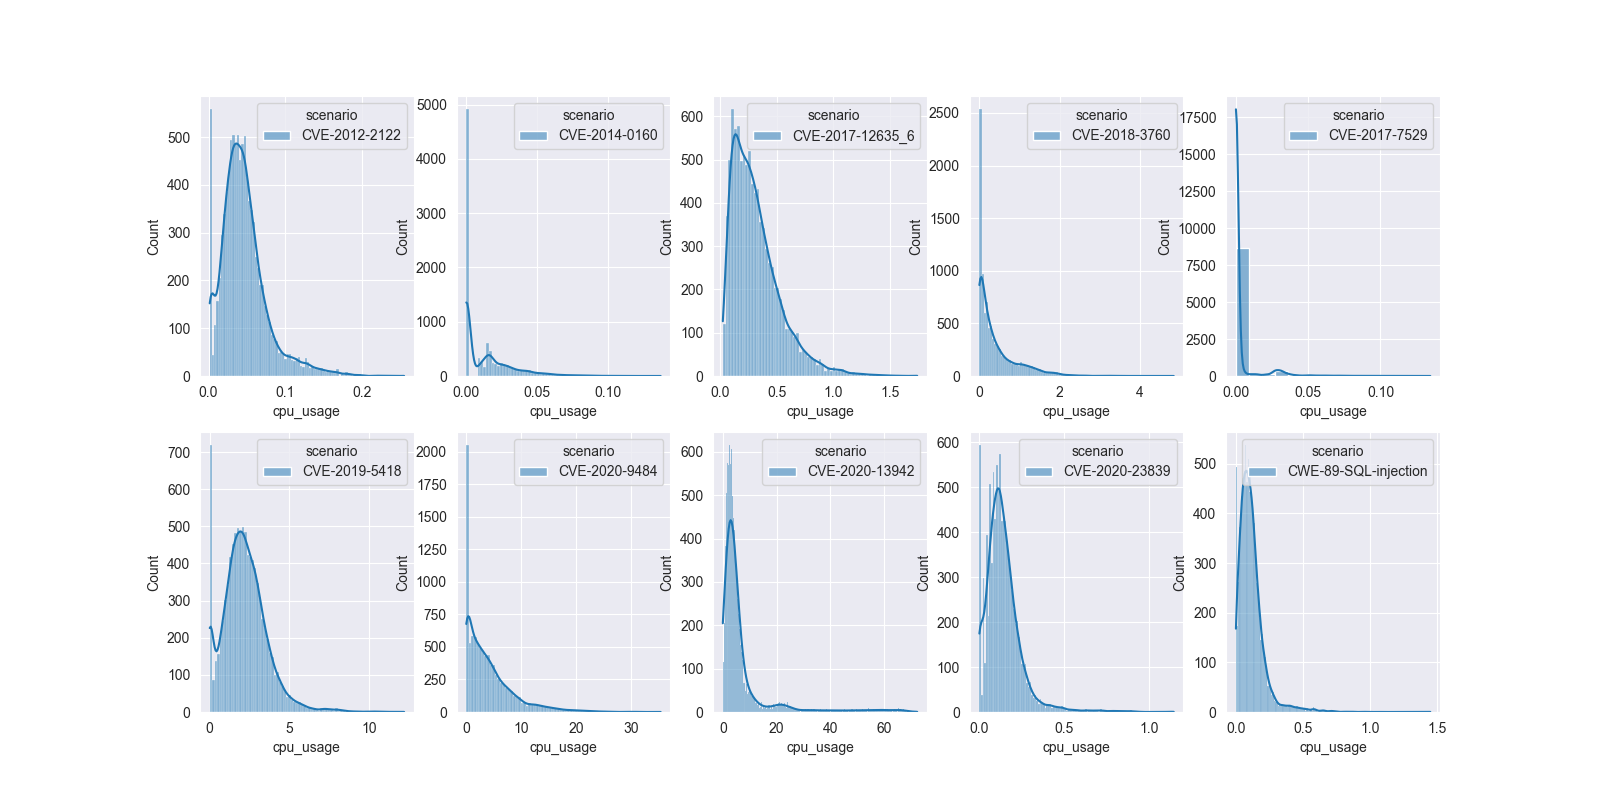 scenario
CVE-2012-2122
Count
500
400
300
200
100
0
0.0 0.1 0.2
cpu_usage
scenario
CVE-2014-0160
5000
4000
3000
2000
1000
0
0.00 0.05 0.10
cpu_usage
scenario
CVE-2017-12635_6
Count
600
500
400
300
200
100
0
0.0 0.5 1.0 1.5
cpu_usage
scenario
CVE-2018-3760
2500
2000
1500
1000
500
0
0 2 4
cpu_usage
scenario
CVE-2017-7529
Count
17500
15000
12500
10000
7500
5000
2500
0
0.00 0.05 0.10
cpu_usage
scenario
CVE-2019-5418
Count
700
600
500
400
300
200
100
0
0 5 10
cpu_usage
scenario
CVE-2020-9484
2000
1750
1500
1250
1000
750
500
250
0
0 10 20 30
cpu_usage
scenario
CVE-2020-13942
Count
600
500
400
300
200
100
0
0 20 40 60
cpu_usage
scenario
CVE-2020-23839
600
500
400
300
200
100
0
0.0 0.5 1.0
cpu_usage
scenario
CWE-89-SQL-injection
Count
500
400
300
200
100
0
0.0 0.5 1.0 1.5
cpu_usage